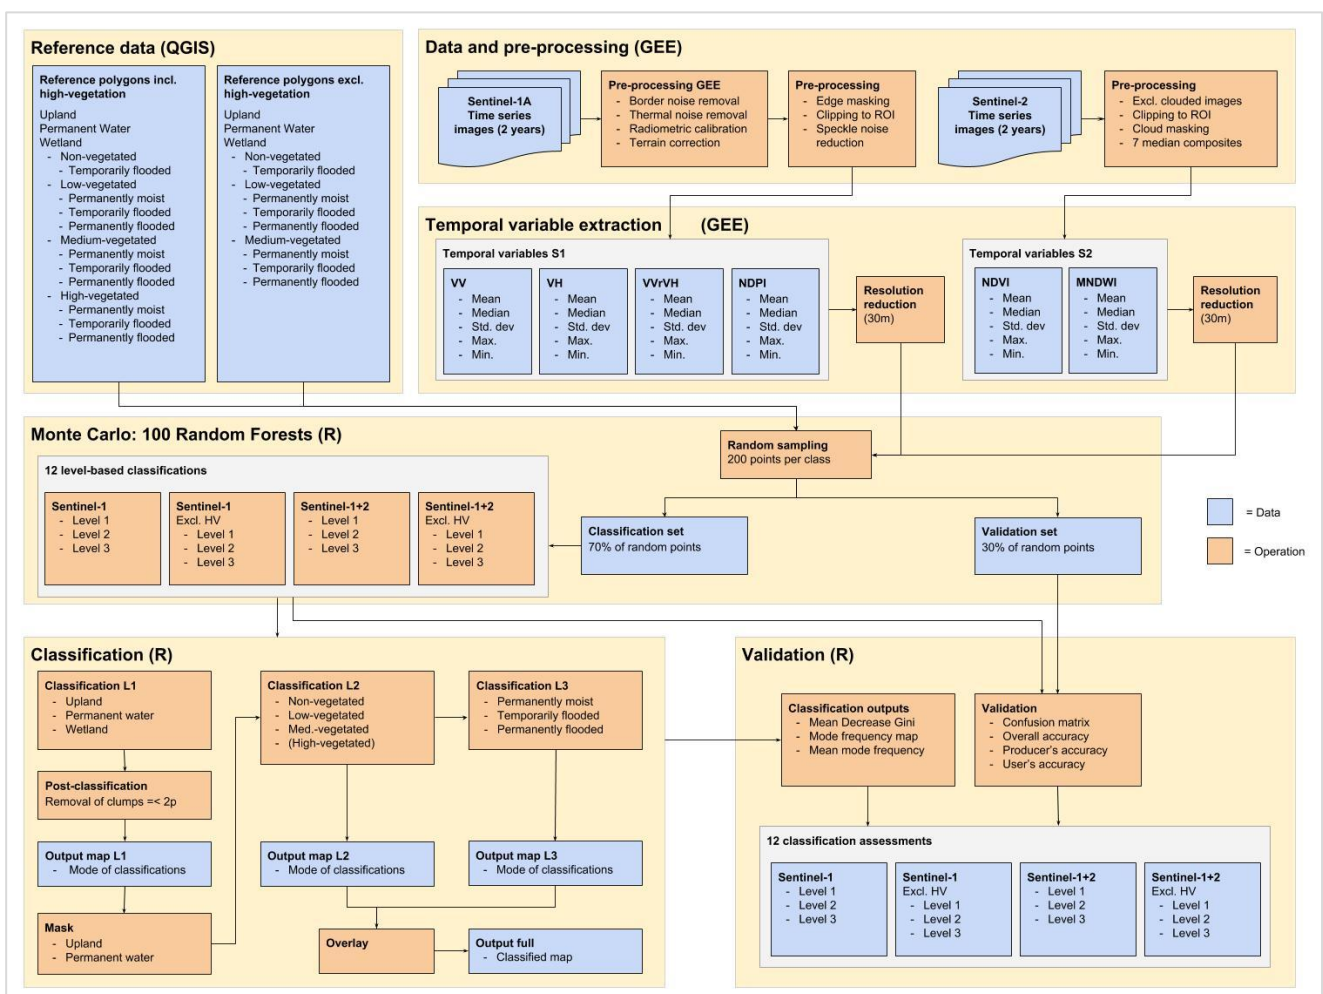 Reference data (QGIS)
Reference polygons incl.
high-vegetation
Upland
Permanent Water
Wetland
- Non-vegetated
- Temporarily flooded
- Low-vegetated
- Permanently moist
- Temporarily flooded
- Permanently flooded
- Medium-vegetated
- Permanently moist
- Temporarily flooded
- Permanently flooded
- High-vegetated
- Permanently moist
- Temporarily flooded
- Permanently flooded
Reference polygons excl.
high-vegetation
Upland
Permanent Water
Wetland
- Non-vegetated
- Temporarily flooded
- Low-vegetated
- Permanently moist
- Temporarily flooded
- Permanently flooded
- Medium-vegetated
- Permanently moist
- Temporarily flooded
- Permanently flooded
Data and pre-processing (GEE)
Sentinel-1A
Time series
images (2 years)
Pre-processing GEE
- Border noise removal
- Thermal noise removal
- Radiometric calibration
- Terrain correction
Pre-processing
- Edge masking
- Clipping to ROI
- Speckle noise
reduction
Sentinel-2
Time series
images (2 years)
Pre-processing
- Excl. clouded images
- Clipping to ROI
- Cloud masking
- 7 median composites
Temporal variable extraction (GEE)
Temporal variables S1
VV
- Mean
- Median
- Std. dev
- Max.
- Min.
VH
- Mean
- Median
- Std. dev
- Max.
- Min.
VVrVH
- Mean
- Median
- Std. dev
- Max.
- Min.
NDPI
- Mean
- Median
- Std. dev
- Max.
- Min.
Resolution
reduction
(30m)
Temporal variables S2
NDVI
- Mean
- Median
- Std. dev
- Max.
- Min.
MNDWI
- Mean
- Median
- Std. dev
- Max.
- Min.
Resolution
reduction
(30m)
Monte Carlo: 100 Random Forests (R)
12 level-based classifications
Sentinel-1
- Level 1
- Level 2
- Level 3
Sentinel-1
Excl. HV
- Level 1
- Level 2
- Level 3
Sentinel-1+2
- Level 1
- Level 2
- Level 3
Sentinel-1+2
Excl. HV
- Level 1
- Level 2
- Level 3
Random sampling
200 points per class
Classification set
70% of random points
Validation set
30% of random points
= Data
= Operation
Classification (R)
Classification L1
- Upland
- Permanent water
- Wetland
Post-classification
Removal of clumps =< 2p
Output map L1
- Mode of classifications
Mask
- Upland
- Permanent water
Classification L2
- Non-vegetated
- Low-vegetated
- Med.-vegetated
- (High-vegetated)
Output map L2
- Mode of classifications
Classification L3
- Permanently moist
- Temporarily flooded
- Permanently flooded
Output map L3
- Mode of classifications
Overlay
Output full
- Classified map
Validation (R)
Classification outputs
- Mean Decrease Gini
- Mode frequency map
- Mean mode frequency
Validation
- Confusion matrix
- Overall accuracy
- Producer's accuracy
- User's accuracy
12 classification assessments
Sentinel-1
- Level 1
- Level 2
- Level 3
Sentinel-1
Excl. HV
- Level 1
- Level 2
- Level 3
Sentinel-1+2
- Level 1
- Level 2
- Level 3
Sentinel-1+2
Excl. HV
- Level 1
- Level 2
- Level 3